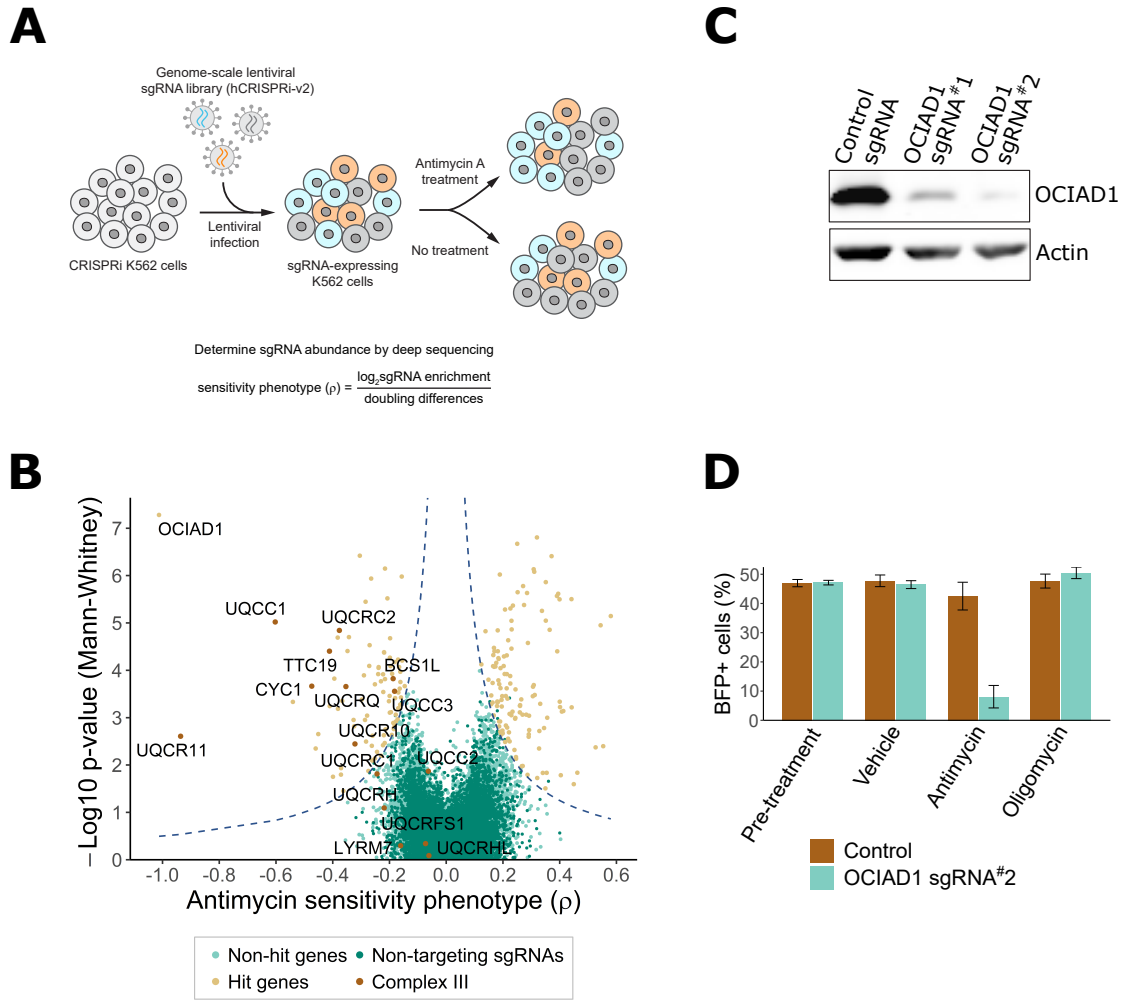 A
Genome-scale lentiviral
sgRNA library (hCRISPRi-v2)
Lentiviral
infection
CRISPRi K562 cells
sgRNA-expressing
K562 cells
Antimycin A
treatment
No treatment
Determine sgRNA abundance by deep sequencing
sensitivity phenotype (ρ) = log₂sgRNA enrichment
doubling differences
B
– Log10 p-value (Mann-Whitney)
7
6
5
4
3
2
1
0
OCIAD1
UQCC1
UQCRC2
TTC19
BCS1L
CYC1
UQCRQ
UQCC3
UQCR10
UQCR11
UQCRC1
UQCC2
UQCRH
UQCRFS1
LYRM7
UQCRHL
-1.0
-0.8
-0.6
-0.4
-0.2
0.0
0.2
0.4
0.6
Antimycin sensitivity phenotype (ρ)
Non-hit genes
Non-targeting sgRNAs
Hit genes
Complex III
C
Control
sgRNA
OCIAD1
sgRNA#1
OCIAD1
sgRNA#2
OCIAD1
Actin
D
BFP+ cells (%)
50
40
30
20
10
0
Pre-treatment
Vehicle
Antimycin
Oligomycin
Control
OCIAD1 sgRNA#2